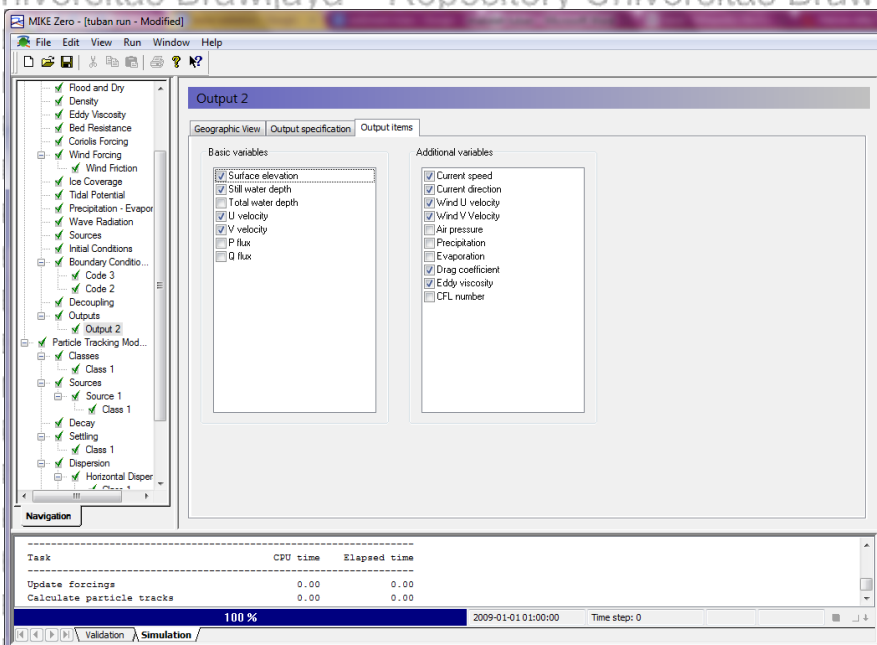 Universitas Brawijaya - Repository Universitas Braw
MIKE Zero - [tuban run - Modified]
File Edit View Run Window Help
Flood and Dry
Density
Eddy Viscosity
Bed Resistance
Coriolis Forcing
Wind Forcing
Wind Friction
Ice Coverage
Tidal Potential
Precipitation - Evapor
Wave Radiation
Sources
Initial Conditions
Boundary Conditio...
Code 3
Code 2
Decoupling
Outputs
Output 2
Particle Tracking Mod...
Classes
Class 1
Sources
Source 1
Class 1
Decay
Settling
Class 1
Dispersion
Horizontal Disper
Class 1
Navigation
Output 2
Geographic View Output specification Output items
Basic variables
Surface elevation
Still water depth
Total water depth
U velocity
V velocity
P flux
Q flux
Additional variables
Current speed
Current direction
Wind U velocity
Wind V Velocity
Air pressure
Precipitation
Evaporation
Drag coefficient
Eddy viscosity
CFL number
Task CPU time Elapsed time
Update forcings 0.00 0.00
Calculate particle tracks 0.00 0.00
100 % 2009-01-01 01:00:00 Time step: 0
Validation Simulation